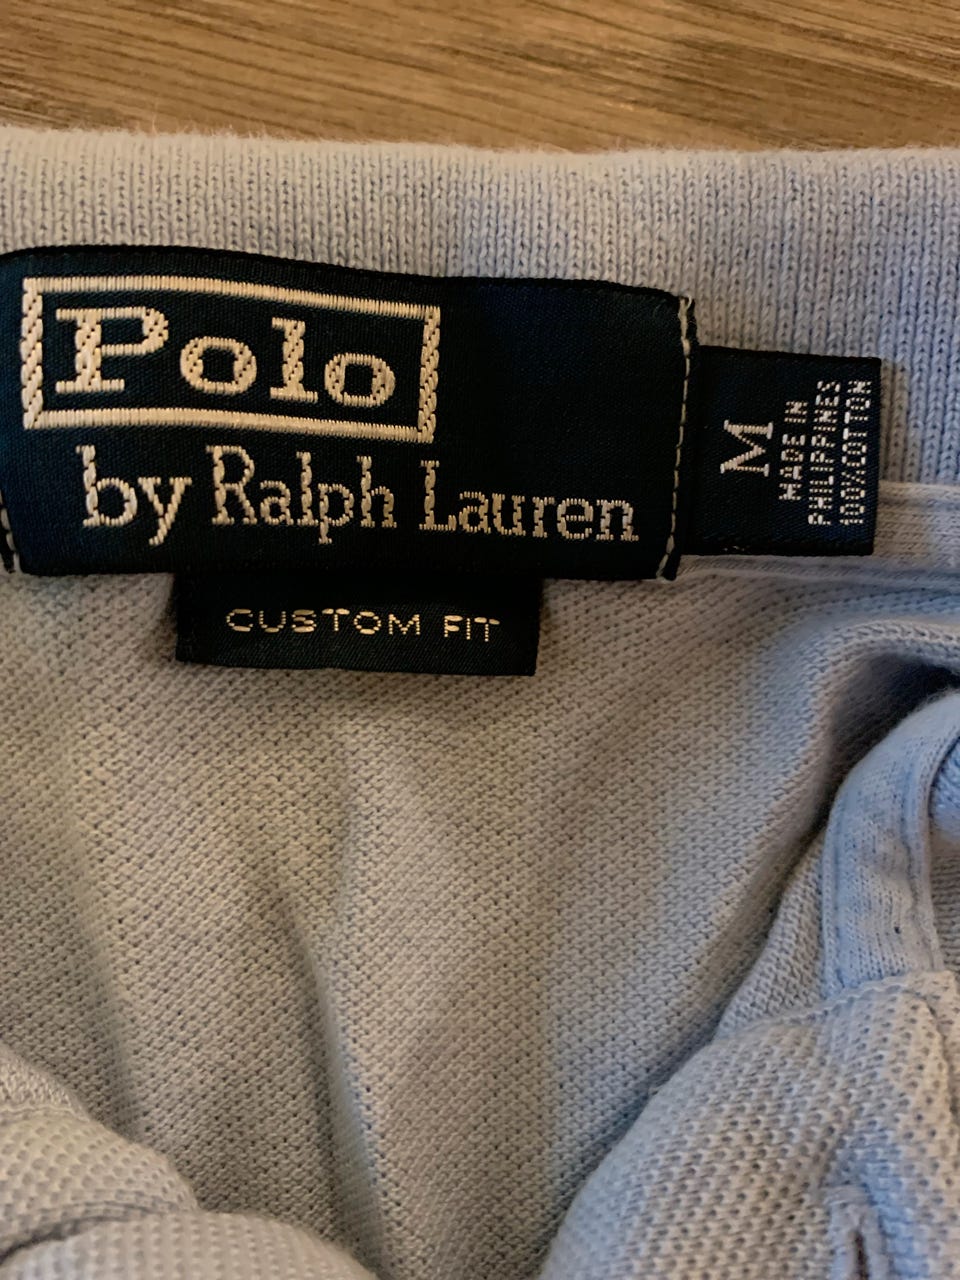 Polo
by Ralph Lauren
CUSTOM FIT
M
MADE IN
PHILIPPINES
100%COTTON